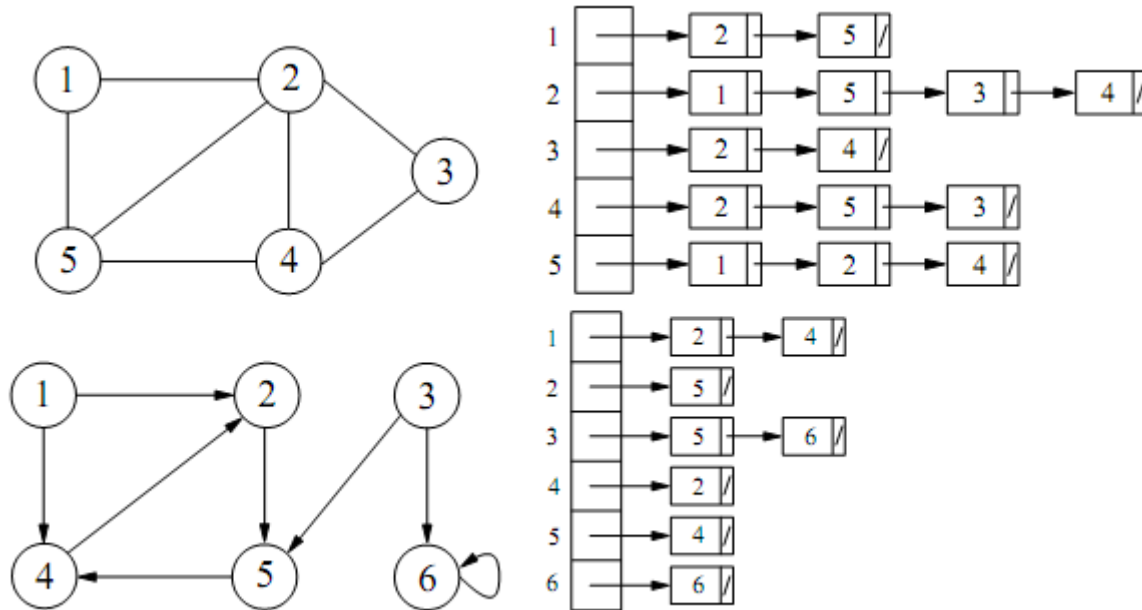 1 2
3
5 4
1 2 5 /
2 1 5 3 4 /
3 2 4 /
4 2 5 3 /
5 1 2 4 /
1 2 3
4 5 6
1 2 4 /
2 5 /
3 5 6 /
4 2 /
5 4 /
6 6 /